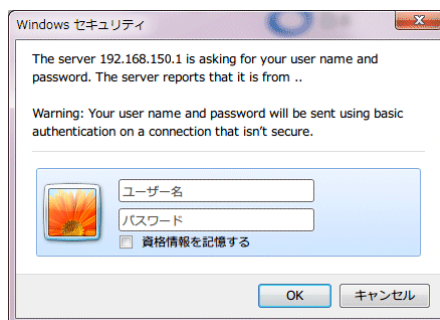 Windows セキュリティ
The server 192.168.150.1 is asking for your user name and
password. The server reports that it is from ..
Warning: Your user name and password will be sent using basic
authentication on a connection that isn't secure.
ユーザー名
パスワード
資格情報を記憶する
OK
キャンセル